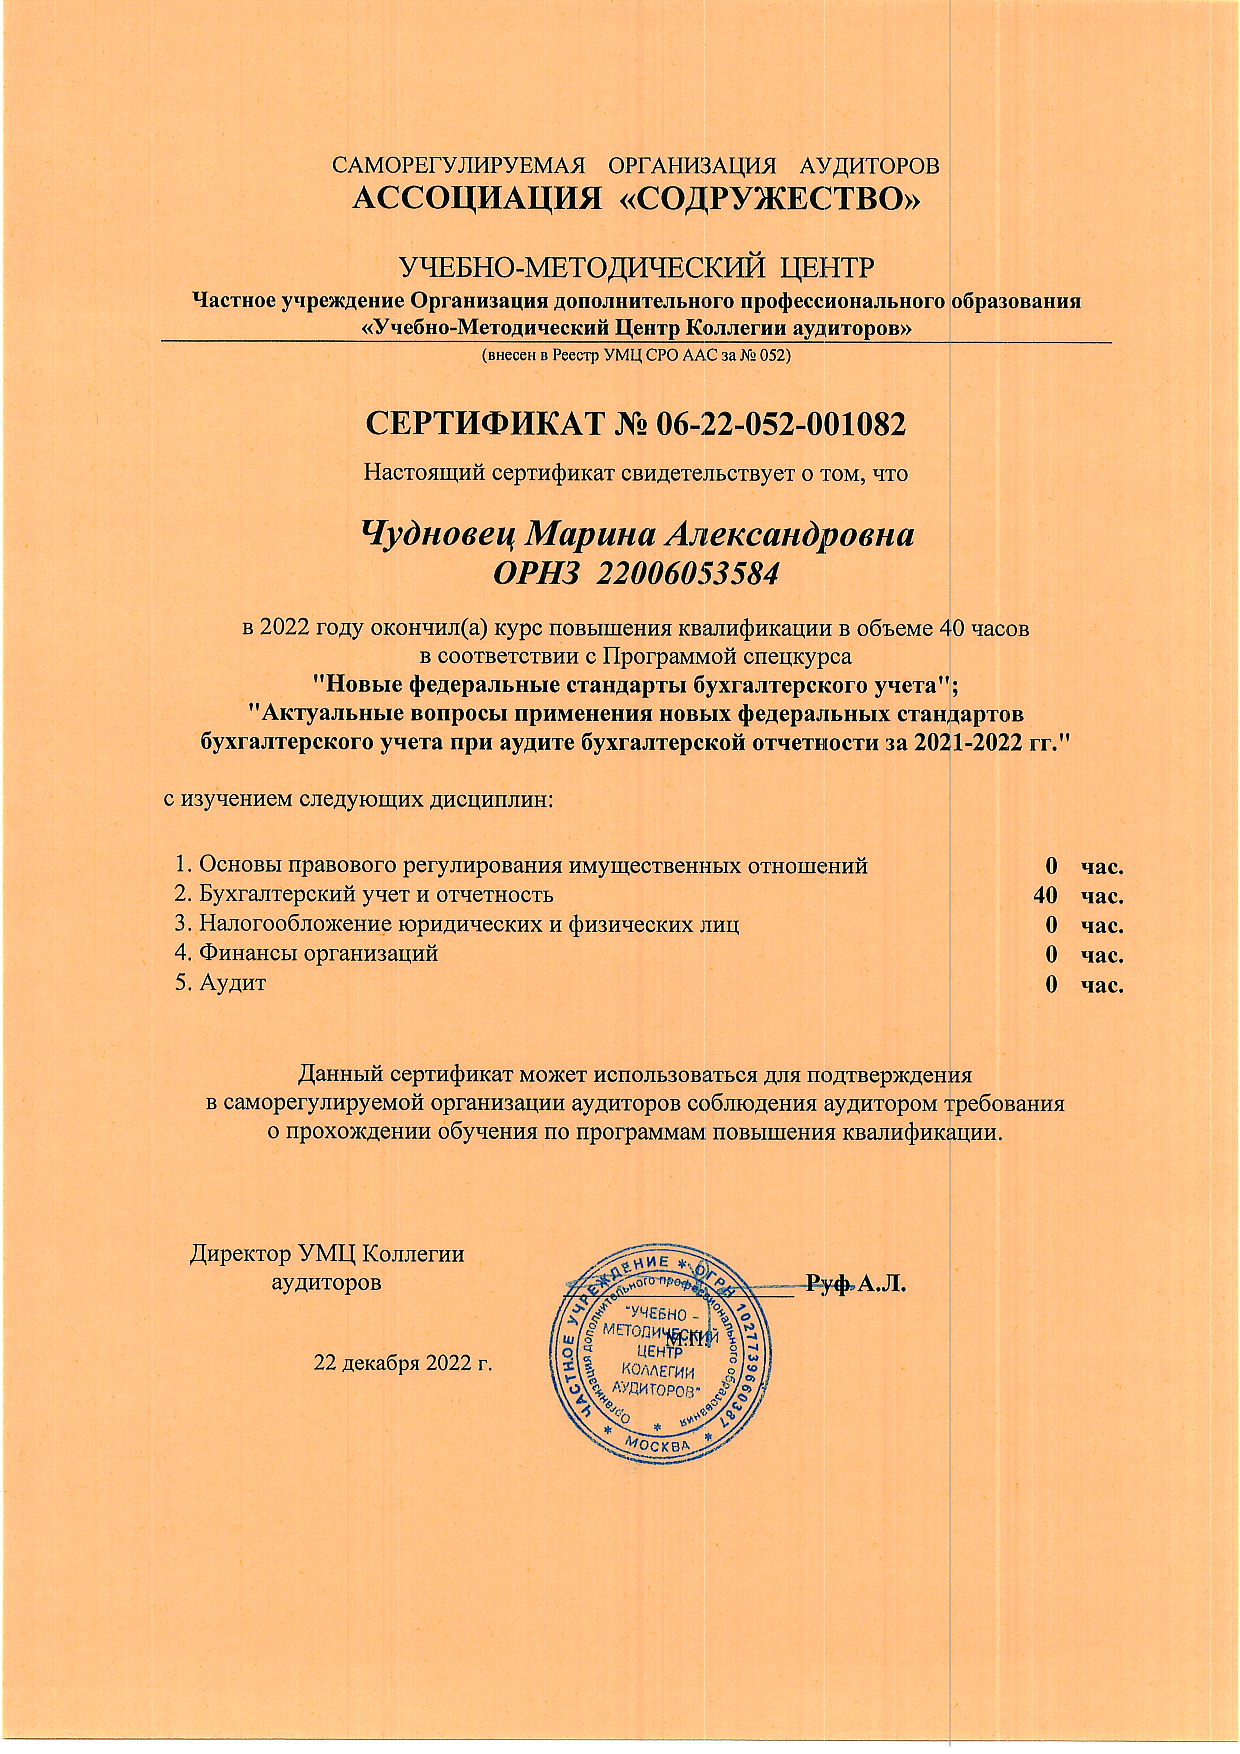 САМОРЕГУЛИРУЕМАЯ ОРГАНИЗАЦИЯ АУДИТОРОВ
АССОЦИАЦИЯ «СОДРУЖЕСТВО»
УЧЕБНО-МЕТОДИЧЕСКИЙ ЦЕНТР
Частное учреждение Организация дополнительного профессионального образования
«Учебно-Методический Центр Коллегии аудиторов»
(внесен в Реестр УМЦ СРО ААС за № 052)
СЕРТИФИКАТ № 06-22-052-001082
Настоящий сертификат свидетельствует о том, что
Чудновец Марина Александровна
ОРНЗ 22006053584
в 2022 году окончил(а) курс повышения квалификации в объеме 40 часов
в соответствии с Программой спецкурса
"Новые федеральные стандарты бухгалтерского учета";
"Актуальные вопросы применения новых федеральных стандартов
бухгалтерского учета при аудите бухгалтерской отчетности за 2021-2022 гг."
с изучением следующих дисциплин:
1. Основы правового регулирования имущественных отношений 0 час.
2. Бухгалтерский учет и отчетность 40 час.
3. Налогообложение юридических и физических лиц 0 час.
4. Финансы организаций 0 час.
5. Аудит 0 час.
Данный сертификат может использоваться для подтверждения
в саморегулируемой организации аудиторов соблюдения аудитором требования
о прохождении обучения по программам повышения квалификации.
Директор УМЦ Коллегии
аудиторов
Руф А.Л.
М.П.
22 декабря 2022 г.
ЧАСТНОЕ УЧРЕЖДЕНИЕ * ОГРН 1027739660387 * МОСКВА *
Организация дополнительного профессионального образования *
"УЧЕБНО -
МЕТОДИЧЕСКИЙ
ЦЕНТР
КОЛЛЕГИИ
АУДИТОРОВ"